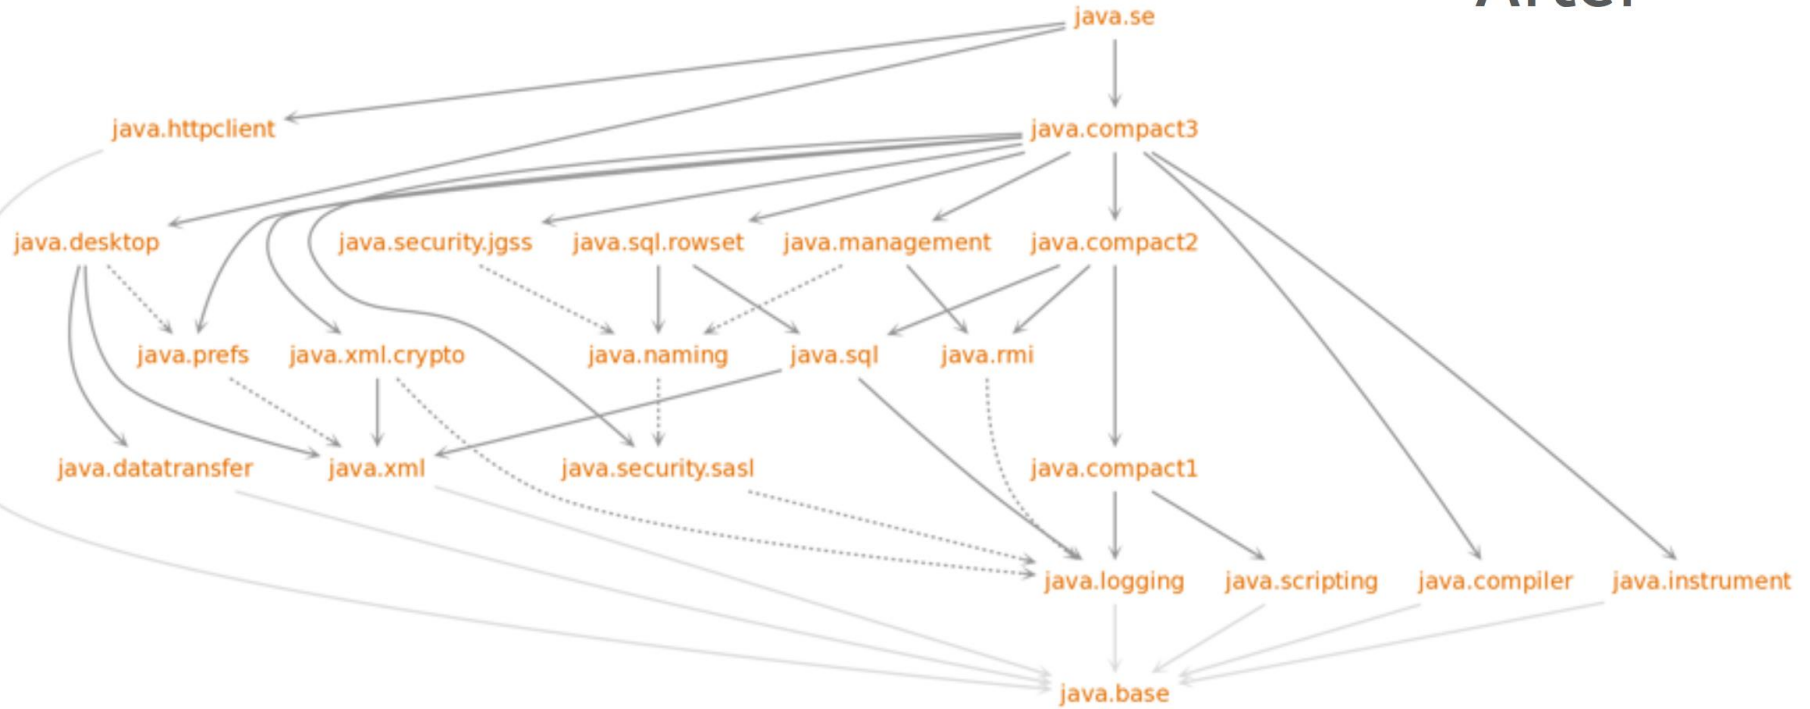 After
java.se
java.httpclient
java.compact3
java.desktop
java.security.jgss
java.sql.rowset
java.management
java.compact2
java.prefs
java.xml.crypto
java.naming
java.sql
java.rmi
java.datatransfer
java.xml
java.security.sasl
java.compact1
java.logging
java.scripting
java.compiler
java.instrument
java.base